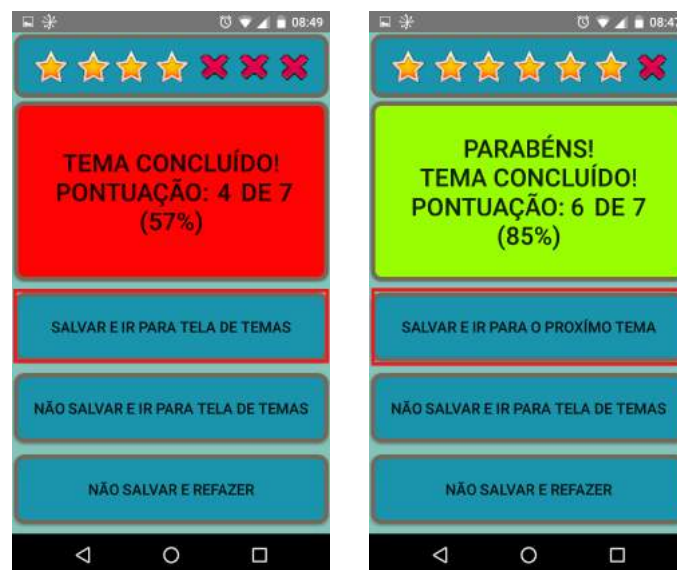 08:49
TEMA CONCLUÍDO!
PONTUAÇÃO: 4 DE 7
(57%)
SALVAR E IR PARA TELA DE TEMAS
NÃO SALVAR E IR PARA TELA DE TEMAS
NÃO SALVAR E REFAZER
08:47
PARABÉNS!
TEMA CONCLUÍDO!
PONTUAÇÃO: 6 DE 7
(85%)
SALVAR E IR PARA O PROXÍMO TEMA
NÃO SALVAR E IR PARA TELA DE TEMAS
NÃO SALVAR E REFAZER